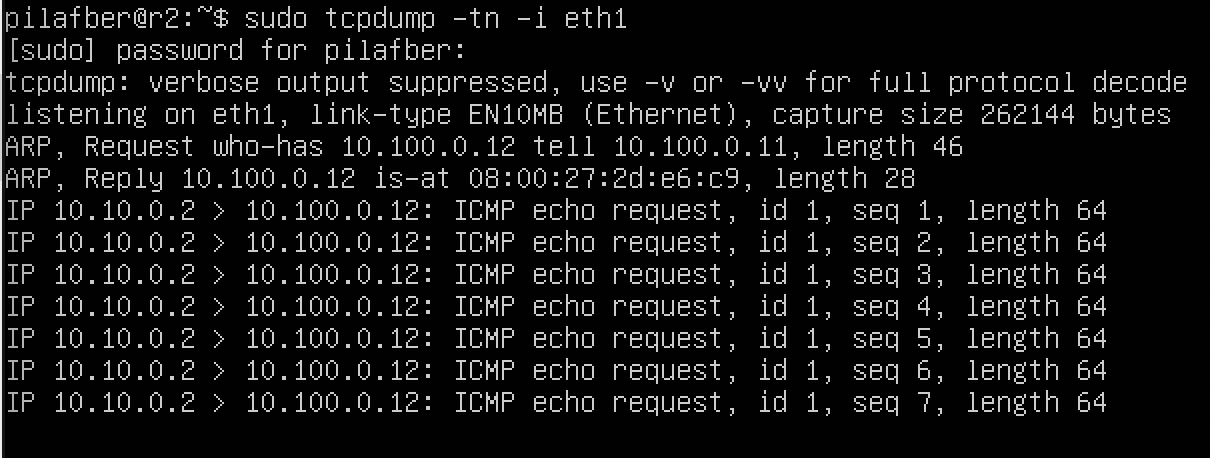 pilafber@r2:~$ sudo tcpdump -tn -i eth1
[sudo] password for pilafber:
tcpdump: verbose output suppressed, use -v or -vv for full protocol decode
listening on eth1, link-type EN10MB (Ethernet), capture size 262144 bytes
ARP, Request who-has 10.100.0.12 tell 10.100.0.11, length 46
ARP, Reply 10.100.0.12 is-at 08:00:27:2d:e6:c9, length 28
IP 10.10.0.2 > 10.100.0.12: ICMP echo request, id 1, seq 1, length 64
IP 10.10.0.2 > 10.100.0.12: ICMP echo request, id 1, seq 2, length 64
IP 10.10.0.2 > 10.100.0.12: ICMP echo request, id 1, seq 3, length 64
IP 10.10.0.2 > 10.100.0.12: ICMP echo request, id 1, seq 4, length 64
IP 10.10.0.2 > 10.100.0.12: ICMP echo request, id 1, seq 5, length 64
IP 10.10.0.2 > 10.100.0.12: ICMP echo request, id 1, seq 6, length 64
IP 10.10.0.2 > 10.100.0.12: ICMP echo request, id 1, seq 7, length 64